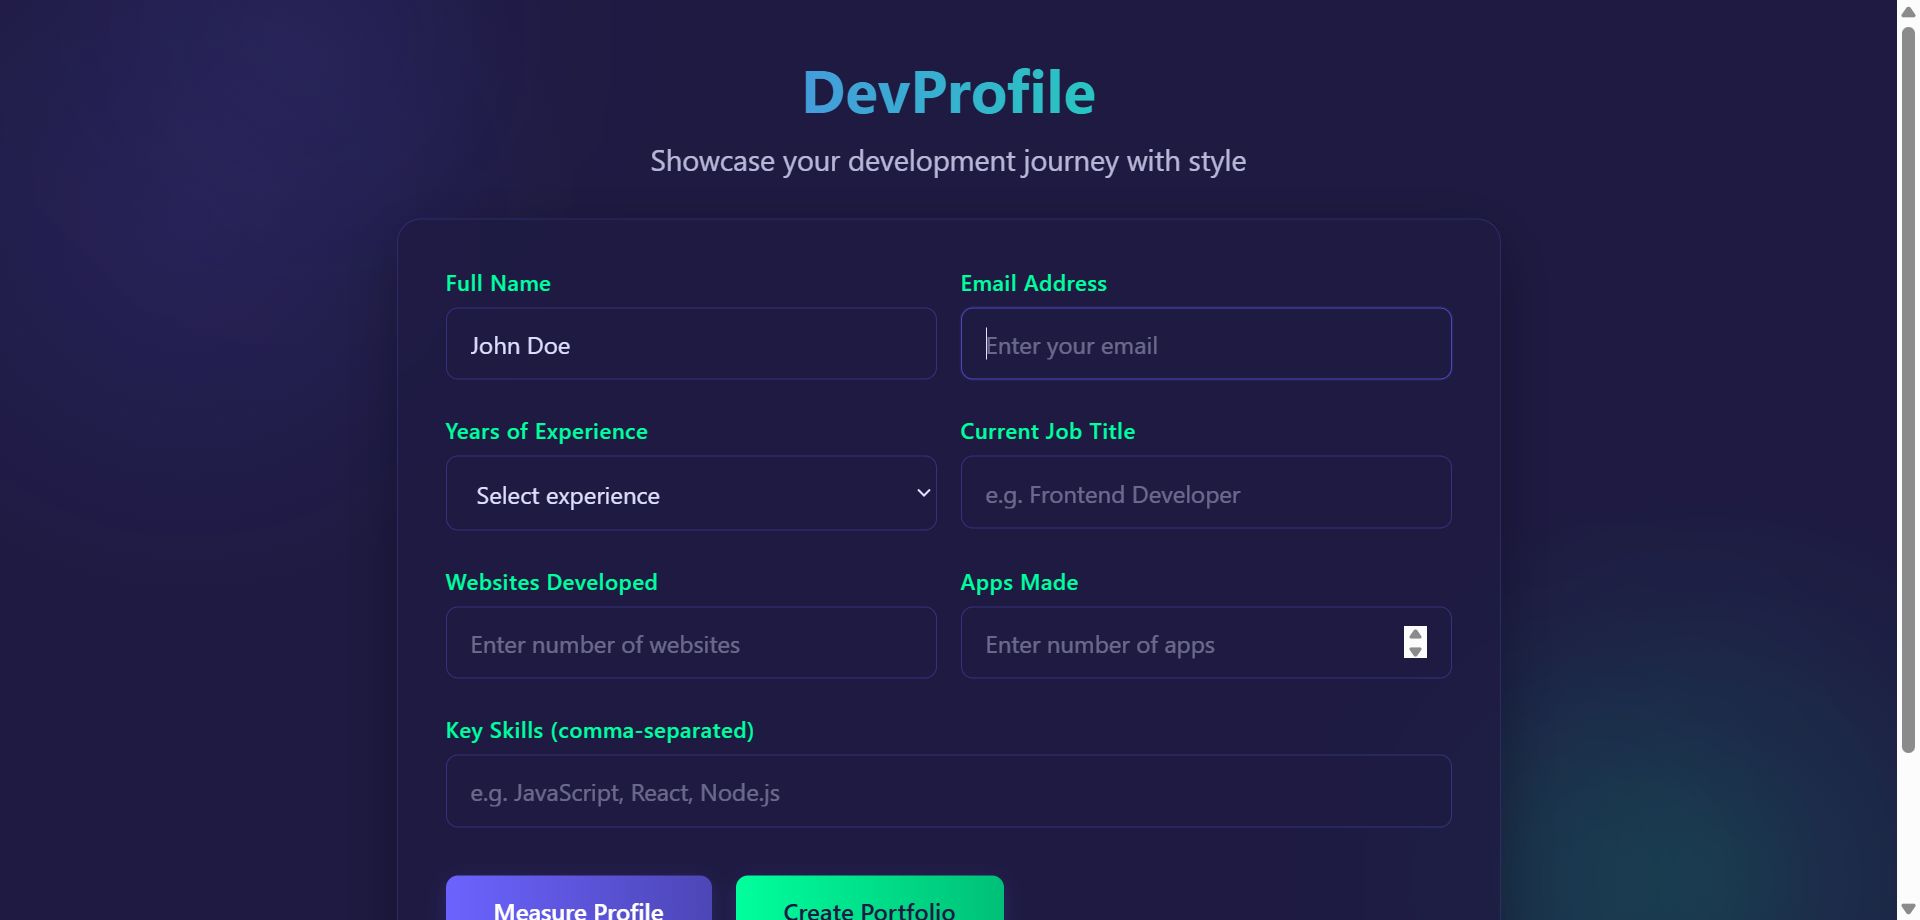 DevProfile
Showcase your development journey with style
Full Name
Email Address
John Doe
Enter your email
Years of Experience
Current Job Title
Select experience
e.g. Frontend Developer
Websites Developed
Apps Made
Enter number of websites
Enter number of apps
Key Skills (comma-separated)
e.g. JavaScript, React, Node.js
Measure Profile
Create Portfolio